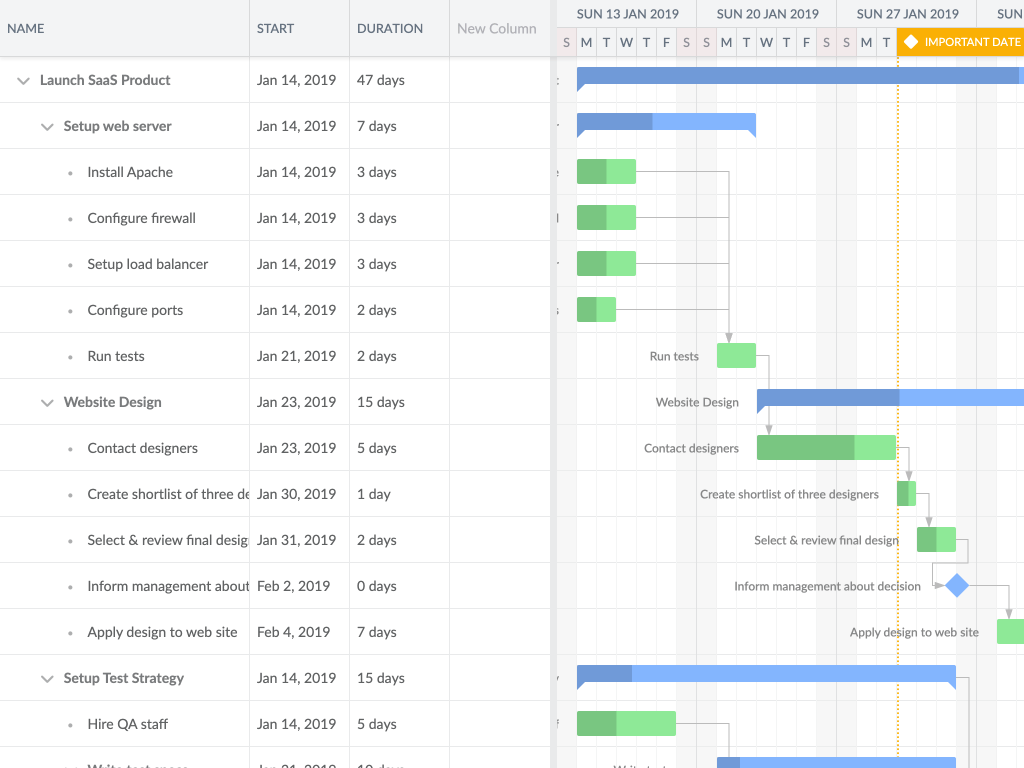 NAME START DURATION New Column
SUN 13 JAN 2019 SUN 20 JAN 2019 SUN 27 JAN 2019 SUN
S M T W T F S S M T W T F S S M T IMPORTANT DATE
Launch SaaS Product Jan 14, 2019 47 days
Setup web server Jan 14, 2019 7 days
Install Apache Jan 14, 2019 3 days
Configure firewall Jan 14, 2019 3 days
Setup load balancer Jan 14, 2019 3 days
Configure ports Jan 14, 2019 2 days
Run tests Jan 21, 2019 2 days Run tests
Website Design Jan 23, 2019 15 days Website Design
Contact designers Jan 23, 2019 5 days Contact designers
Create shortlist of three de Jan 30, 2019 1 day Create shortlist of three designers
Select & review final desig Jan 31, 2019 2 days Select & review final design
Inform management about Feb 2, 2019 0 days Inform management about decision
Apply design to web site Feb 4, 2019 7 days Apply design to web site
Setup Test Strategy Jan 14, 2019 15 days
Hire QA staff Jan 14, 2019 5 days
Write test specs Jan 21, 2019 10 days